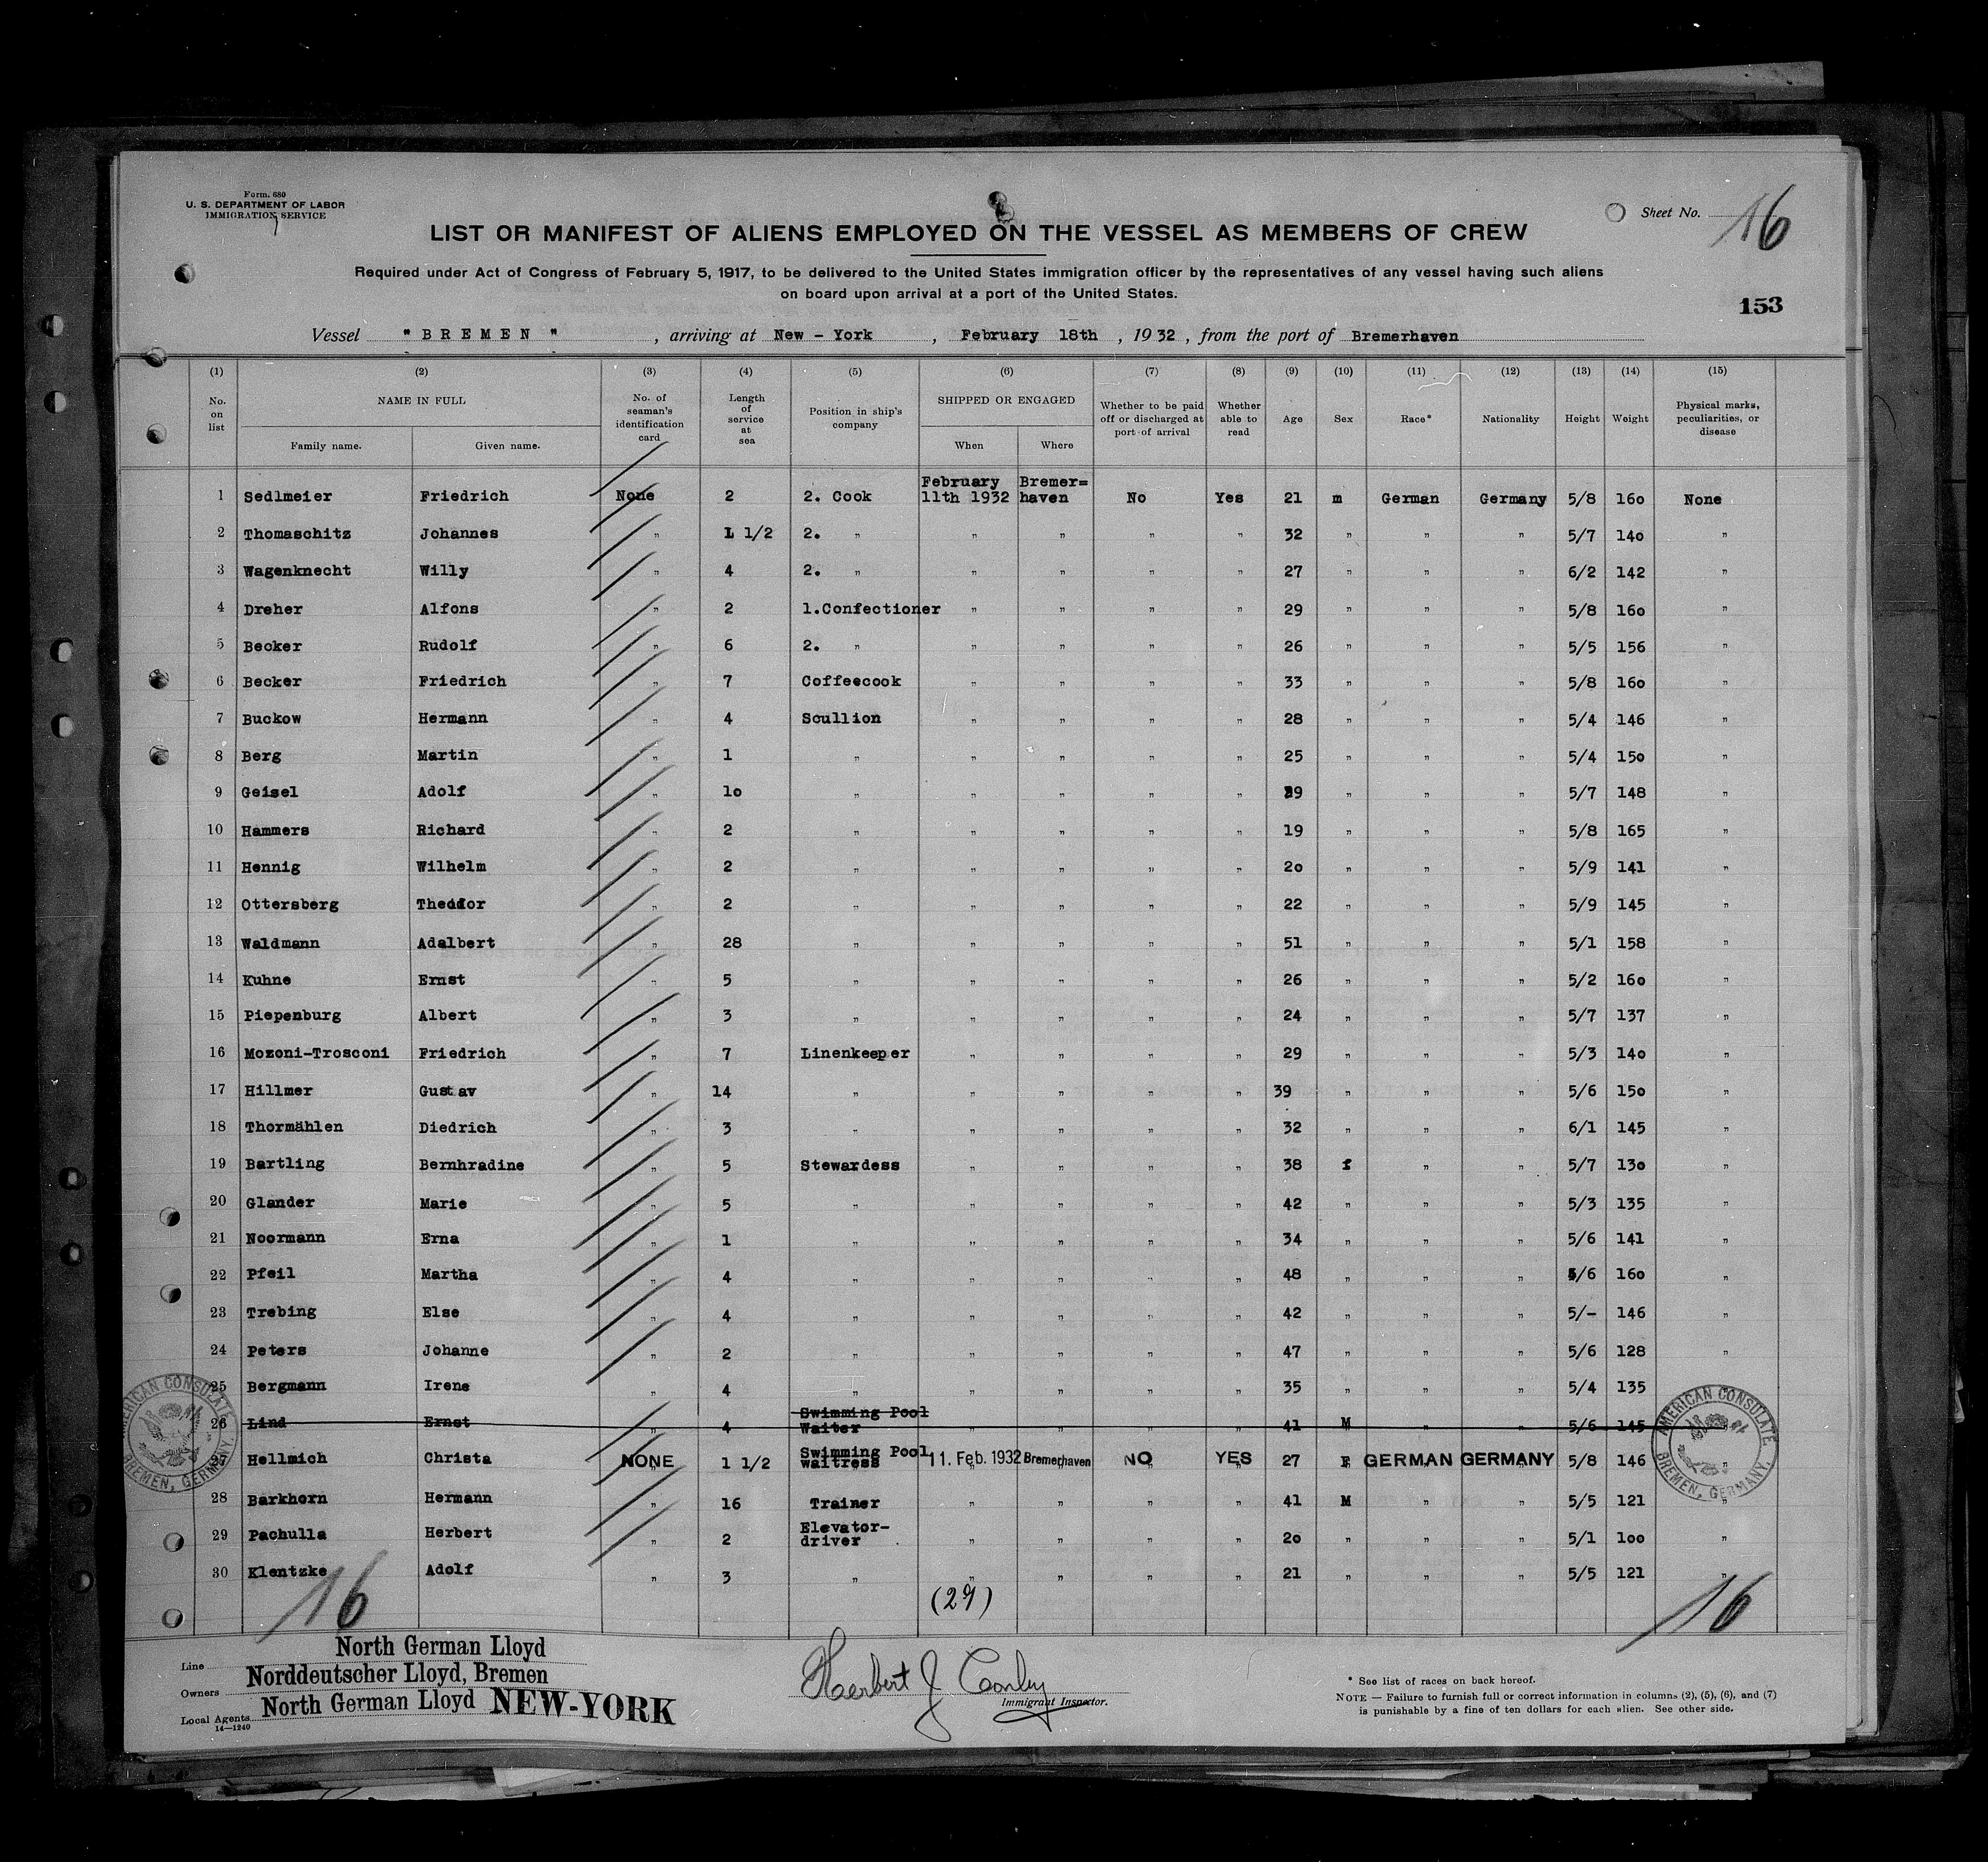 Form. 680
U. S. DEPARTMENT OF LABOR
IMMIGRATION SERVICE
Sheet No. 16
LIST OR MANIFEST OF ALIENS EMPLOYED ON THE VESSEL AS MEMBERS OF CREW
Required under Act of Congress of February 5, 1917, to be delivered to the United States immigration officer by the representatives of any vessel having such aliens
on board upon arrival at a port of the United States.
153
Vessel "BREMEN", arriving at New - York, February 18th, 1932, from the port of Bremerhaven
(1) (2) (3) (4) (5) (6) (7) (8) (9) (10) (11) (12) (13) (14) (15)
No. on list NAME IN FULL Family name. Given name. No. of seaman's identification card Length of service at sea Position in ship's company SHIPPED OR ENGAGED When Where Whether to be paid off or discharged at port of arrival Whether able to read Age Sex Race* Nationality Height Weight Physical marks, peculiarities, or disease
1 Sedlmeier Friedrich None 2 2. Cook February 11th 1932 Bremer=haven No Yes 21 m German Germany 5/8 160 None
2 Thomaschitz Johannes " 1 1/2 2. " " " " " 32 " " " 5/7 140 "
3 Wagenknecht Willy " 4 2. " " " " " 27 " " " 6/2 142 "
4 Dreher Alfons " 2 1.Confectioner " " " " 29 " " " 5/8 160 "
5 Becker Rudolf " 6 2. " " " " " 26 " " " 5/5 156 "
6 Becker Friedrich " 7 Coffeecook " " " " 33 " " " 5/8 160 "
7 Buckow Hermann " 4 Scullion " " " " 28 " " " 5/4 146 "
8 Berg Martin " 1 " " " " " 25 " " " 5/4 150 "
9 Geisel Adolf " 10 " " " " " " " " 5/7 148 "
10 Hammers Richard " 2 " " " " " 19 " " " 5/8 165 "
11 Hennig Wilhelm " 2 " " " " " 20 " " " 5/9 141 "
12 Ottersberg Theodor " 2 " " " " " 22 " " " 5/9 145 "
13 Waldmann Adalbert " 28 " " " " " 51 " " " 5/1 158 "
14 Kuhne Ernst " 5 " " " " " 26 " " " 5/2 160 "
15 Piepenburg Albert " 3 " " " " " 24 " " " 5/7 137 "
16 Mozoni-Trosconi Friedrich " 7 Linenkeeper " " " " 29 " " " 5/3 140 "
17 Hillmer Gustav " 14 " " " " " 39 " " " 5/6 150 "
18 Thormählen Diedrich " 3 " " " " " 32 " " " 6/1 145 "
19 Bartling Bernhradine " 5 Stewardess " " " " 38 f " " 5/7 130 "
20 Glander Marie " 5 " " " " " 42 " " " 5/3 135 "
21 Noormann Erna " 1 " " " " " 34 " " " 5/6 141 "
22 Pfeil Martha " 4 " " " " " 48 " " " 5/6 160 "
23 Trebing Else " 4 " " " " " 42 " " " 5/- 146 "
24 Peters Johanne " 2 " " " " " 47 " " " 5/6 128 "
25 Bergmann Irene " 4 " " " " " 35 " " " 5/4 135 "
26 Lind Ernst " 4 Swimming Pool Waiter 41 M " " 5/6 145
27 Hellmich Christa NONE 1 1/2 Swimming Pool waitress 11. Feb. 1932 Bremerhaven NO YES 27 F GERMAN GERMANY 5/8 146 "
28 Barkhorn Hermann " 16 Trainer " " " " 41 M " " 5/5 121 "
29 Pachulla Herbert " 2 Elevator-driver " " " " 20 " " " 5/1 100 "
30 Klentzke Adolf " 3 " " " " " 21 " " " 5/5 121 "
AMERICAN CONSULATE BREMEN, GERMANY.
AMERICAN CONSULATE BREMEN, GERMANY.
16
(29)
16
Line North German Lloyd
Owners Norddeutscher Lloyd, Bremen
Local Agents North German Lloyd NEW-YORK
14—1240
Immigrant Inspector.
* See list of races on back hereof.
NOTE — Failure to furnish full or correct information in columns (2), (5), (6), and (7)
is punishable by a fine of ten dollars for each alien. See other side.